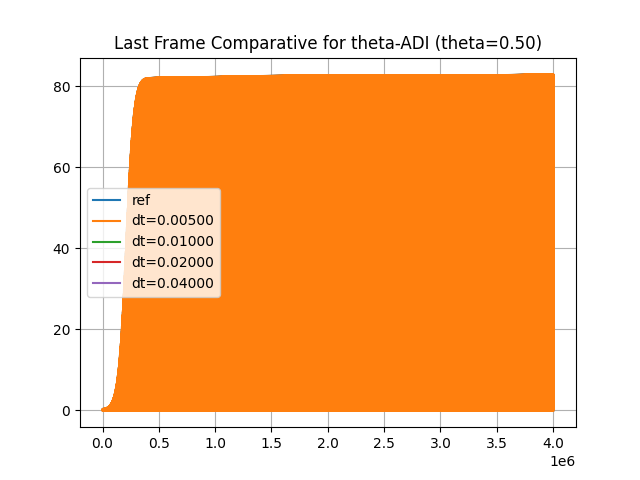 Last Frame Comparative for theta-ADI (theta=0.50)
80
60
40
20
0
ref
dt=0.00500
dt=0.01000
dt=0.02000
dt=0.04000
0.0 0.5 1.0 1.5 2.0 2.5 3.0 3.5 4.0
1e6